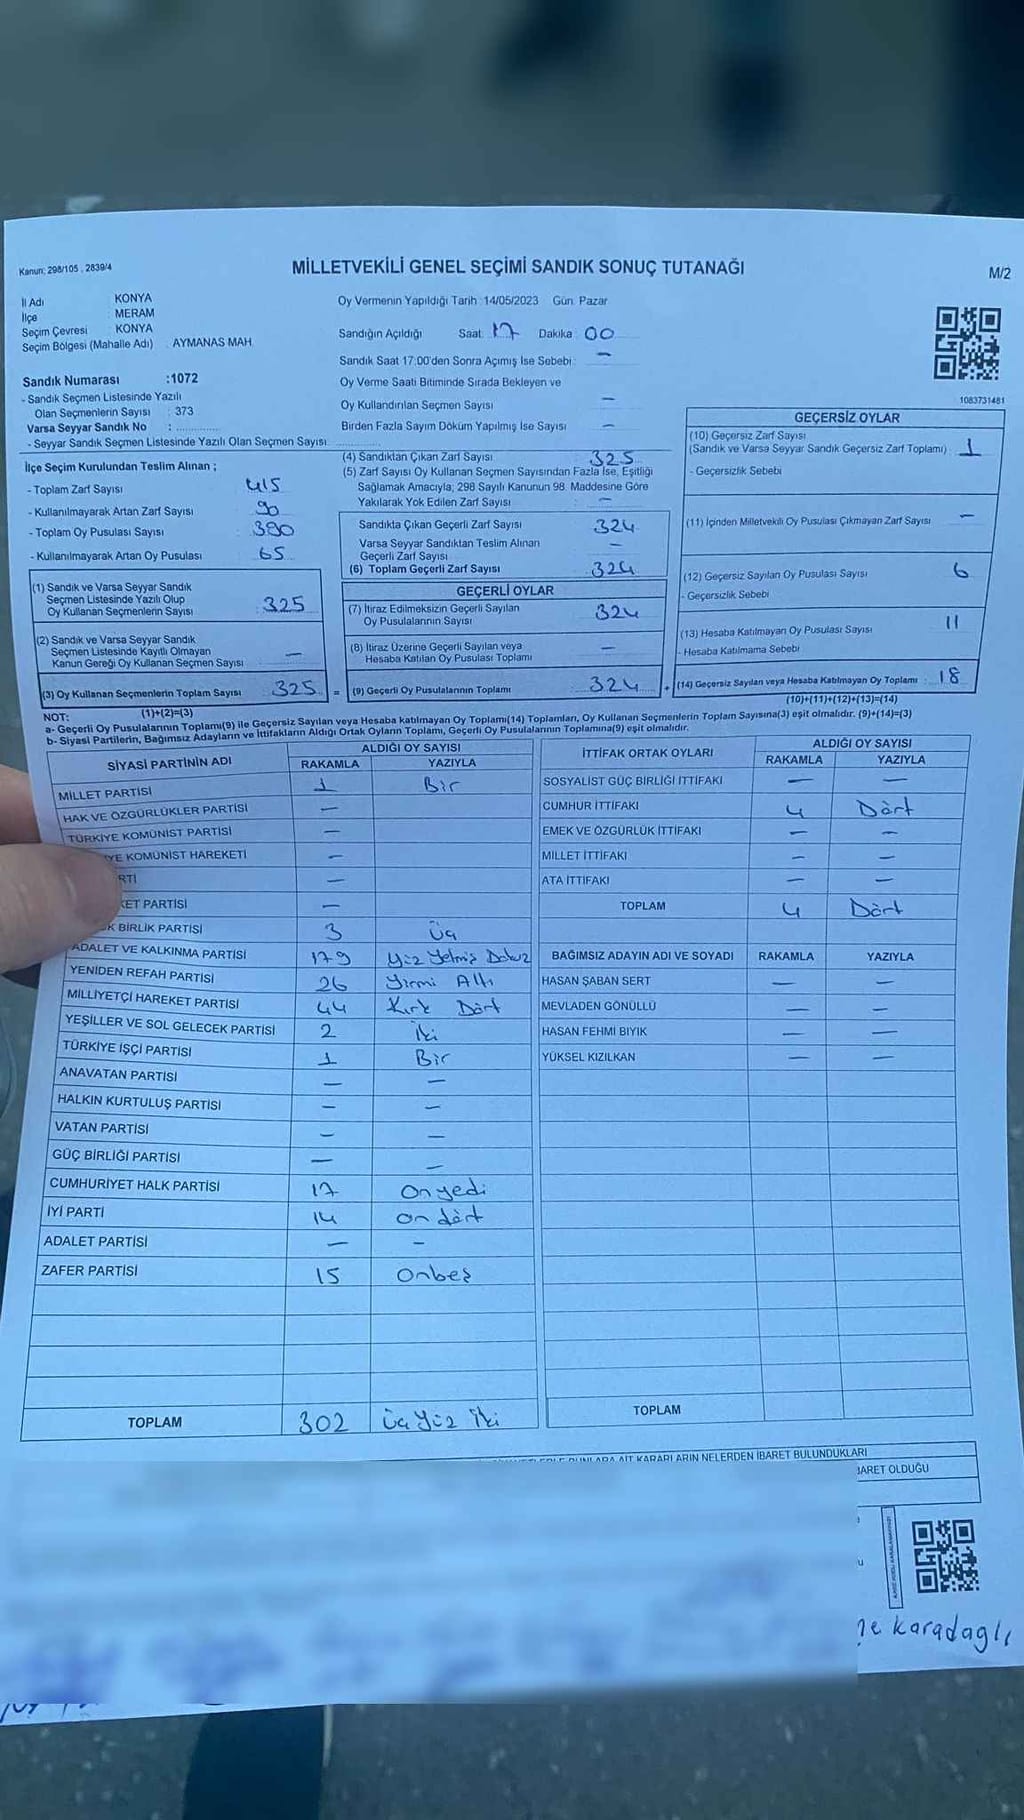 Kanun: 298/105 , 2839/4
MİLLETVEKİLİ GENEL SEÇİMİ SANDIK SONUÇ TUTANAĞI
M/2
İl Adı KONYA
İlçe MERAM
Seçim Çevresi KONYA
Seçim Bölgesi (Mahalle Adı) AYMANAS MAH.
Sandık Numarası :1072
- Sandık Seçmen Listesinde Yazılı
Olan Seçmenlerin Sayısı : 373
Varsa Seyyar Sandık No :
- Seyyar Sandık Seçmen Listesinde Yazılı Olan Seçmen Sayısı
Oy Vermenin Yapıldığı Tarih :14/05/2023 Gün: Pazar
Sandığın Açıldığı Saat: 17 Dakika : 00
Sandık Saat 17:00'den Sonra Açımış İse Sebebi : —
Oy Verme Saati Bitiminde Sırada Bekleyen ve
Oy Kullandırılan Seçmen Sayısı —
Birden Fazla Sayım Döküm Yapılmış İse Sayısı —
1083731481
İlçe Seçim Kurulundan Teslim Alınan ;
- Toplam Zarf Sayısı 415
- Kullanılmayarak Artan Zarf Sayısı : 90
- Toplam Oy Pusulası Sayısı : 390
- Kullanılmayarak Artan Oy Pusulası : 65
(1) Sandık ve Varsa Seyyar Sandık
Seçmen Listesinde Yazılı Olup
Oy Kullanan Seçmenlerin Sayısı : 325
(2) Sandık ve Varsa Seyyar Sandık
Seçmen Listesinde Kayıtlı Olmayan
Kanun Gereği Oy Kullanan Seçmen Sayısı —
(3) Oy Kullanan Seçmenlerin Toplam Sayısı : 325 =
(1)+(2)=(3)
(4) Sandıktan Çıkan Zarf Sayısı : 325
(5) Zarf Sayısı Oy Kullanan Seçmen Sayısından Fazla İse, Eşitliği
Sağlamak Amacıyla; 298 Sayılı Kanunun 98. Maddesine Göre
Yakılarak Yok Edilen Zarf Sayısı : —
Sandıkta Çıkan Geçerli Zarf Sayısı 324
Varsa Seyyar Sandıktan Teslim Alınan
Geçerli Zarf Sayısı —
(6) Toplam Geçerli Zarf Sayısı 324
GEÇERLİ OYLAR
(7) İtiraz Edilmeksizin Geçerli Sayılan
Oy Pusulalarının Sayısı 324
(8) İtiraz Üzerine Geçerli Sayılan veya
Hesaba Katılan Oy Pusulası Toplamı —
(9) Geçerli Oy Pusulalarının Toplamı : 324 +
GEÇERSİZ OYLAR
(10) Geçersiz Zarf Sayısı
(Sandık ve Varsa Seyyar Sandık Geçersiz Zarf Toplamı) 1
- Geçersizlik Sebebi
(11) İçinden Milletvekili Oy Pusulası Çıkmayan Zarf Sayısı —
(12) Geçersiz Sayılan Oy Pusulası Sayısı 6
- Geçersizlik Sebebi
(13) Hesaba Katılmayan Oy Pusulası Sayısı 11
- Hesaba Katılmama Sebebi
(14) Geçersiz Sayılan veya Hesaba Katılmayan Oy Toplamı : 18
(10)+(11)+(12)+(13)=(14)
NOT:
a- Geçerli Oy Pusulalarının Toplamı(9) ile Geçersiz Sayılan veya Hesaba katılmayan Oy Toplamı(14) Toplamları, Oy Kullanan Seçmenlerin Toplam Sayısına(3) eşit olmalıdır. (9)+(14)=(3)
b- Siyasi Partilerin, Bağımsız Adayların ve İttifakların Aldığı Ortak Oyların Toplamı, Geçerli Oy Pusulalarının Toplamına(9) eşit olmalıdır.
SİYASİ PARTİNİN ADI ALDIĞI OY SAYISI
RAKAMLA YAZIYLA
MİLLET PARTİSİ 1 Bir
HAK VE ÖZGÜRLÜKLER PARTİSİ —
TÜRKİYE KOMÜNİST PARTİSİ —
YE KOMÜNİST HAREKETİ —
RTİ —
KET PARTİSİ —
K BİRLİK PARTİSİ 3 Üç
ADALET VE KALKINMA PARTİSİ 179 Yüz Yetmiş Dokuz
YENİDEN REFAH PARTİSİ 26 Yirmi Altı
MİLLİYETÇİ HAREKET PARTİSİ 44 Kırk Dört
YEŞİLLER VE SOL GELECEK PARTİSİ 2 İki
TÜRKİYE İŞÇİ PARTİSİ 1 Bir
ANAVATAN PARTİSİ — —
HALKIN KURTULUŞ PARTİSİ — —
VATAN PARTİSİ — —
GÜÇ BİRLİĞİ PARTİSİ — —
CUMHURİYET HALK PARTİSİ 17 Onyedi
İYİ PARTİ 14 on dört
ADALET PARTİSİ — —
ZAFER PARTİSİ 15 Onbeş
TOPLAM 302 Üç Yüz İki
İTTİFAK ORTAK OYLARI ALDIĞI OY SAYISI
RAKAMLA YAZIYLA
SOSYALİST GÜÇ BİRLİĞİ İTTİFAKI — —
CUMHUR İTTİFAKI 4 Dört
EMEK VE ÖZGÜRLÜK İTTİFAKI — —
MİLLET İTTİFAKI — —
ATA İTTİFAKI — —
TOPLAM 4 Dört
BAĞIMSIZ ADAYIN ADI VE SOYADI RAKAMLA YAZIYLA
HASAN ŞABAN SERT — —
MEVLADEN GÖNÜLLÜ — —
HASAN FEHMI BIYIK — —
YÜKSEL KIZILKAN — —
TOPLAM
KARARLARIN NELERDEN İBARET BULUNDUKLARI
BARET OLDUĞU
karadağlı